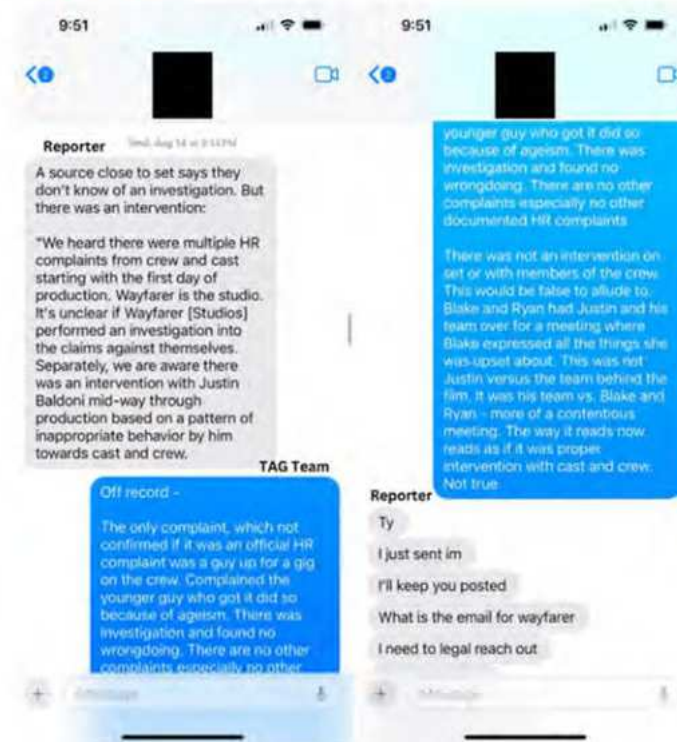 9:51
2
Reporter
A source close to set says they
don't know of an investigation. But
there was an intervention:
"We heard there were multiple HR
complaints from crew and cast
starting with the first day of
production. Wayfarer is the studio.
It's unclear if Wayfarer [Studios]
performed an investigation into
the claims against themselves.
Separately, we are aware there
was an intervention with Justin
Baldoni mid-way through
production based on a pattern of
inappropriate behavior by him
towards cast and crew.
TAG Team
Off record -
The only complaint, which not
confirmed if it was an official HR
complaint was a guy up for a gig
on the crew. Complained the
younger guy who got it did so
because of ageism. There was
investigation and found no
wrongdoing. There are no other
complaints especially no other
iMessage
9:51
2
younger guy who got it did so
because of ageism. There was
investigation and found no
wrongdoing. There are no other
complaints especially no other
documented HR complaints
There was not an intervention on
set or with members of the crew.
This would be false to allude to.
Blake and Ryan had Justin and his
team over for a meeting where
Blake expressed all the things she
was upset about. This was not
Justin versus the team behind the
film. It was his team vs. Blake and
Ryan - more of a contentious
meeting. The way it reads now
reads as if it was proper
intervention with cast and crew.
Not true
Reporter
Ty
I just sent im
I'll keep you posted
What is the email for wayfarer
I need to legal reach out